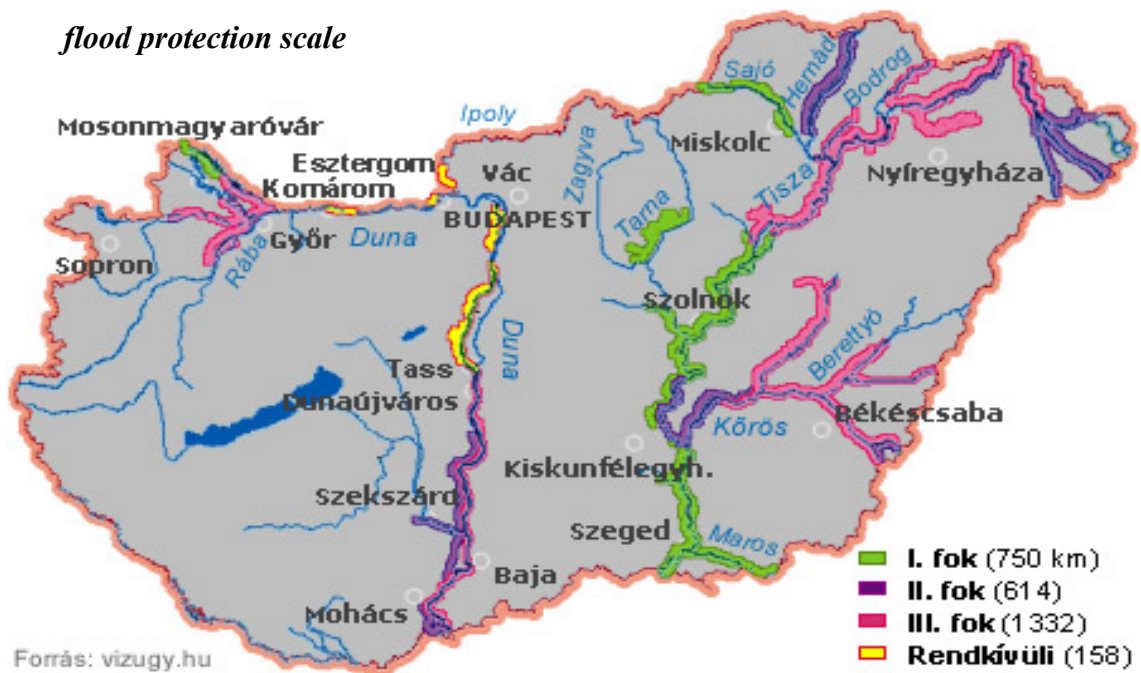 flood protection scale
Sajó
Hernád
Bodrog
Ipoly
Mosonmagyaróvár
Miskolc
Esztergom
Vác
Zagyva
Komárom
Tisza
Nyíregyháza
BUDAPEST
Tarna
Győr
Duna
Rába
Sopron
Szolnok
Duna
Berettyó
Tass
Dunaújváros
Békéscsaba
Körös
Kiskunfélegyh.
Szekszárd
Szeged
Maros
Baja
Mohács
I. fok (750 km)
II. fok (614)
III. fok (1332)
Rendkívüli (158)
Forrás: vizugy.hu